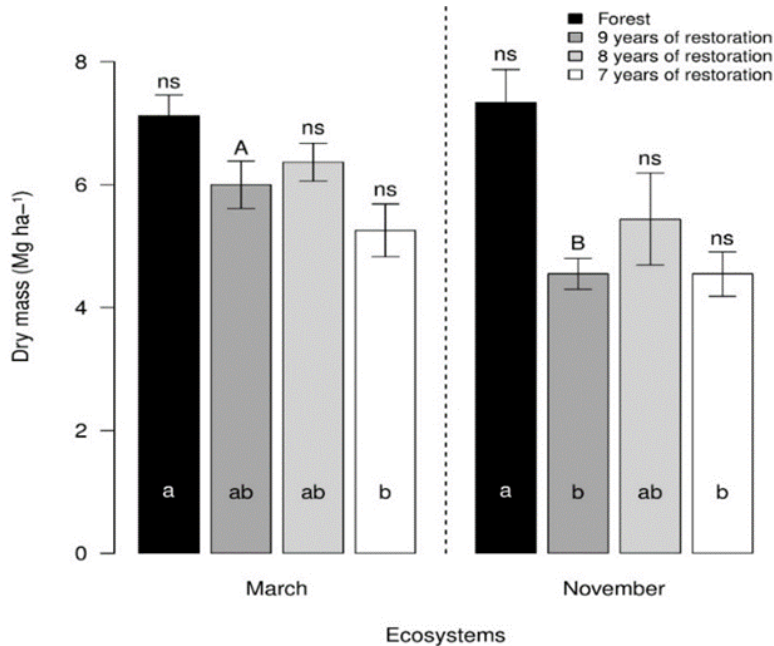 Forest
9 years of restoration
8 years of restoration
7 years of restoration
Dry mass (Mg ha–1)
8
6
4
2
0
ns
A
ns
ns
ns
B
ns
ns
a
ab
ab
b
a
b
ab
b
March
November
Ecosystems